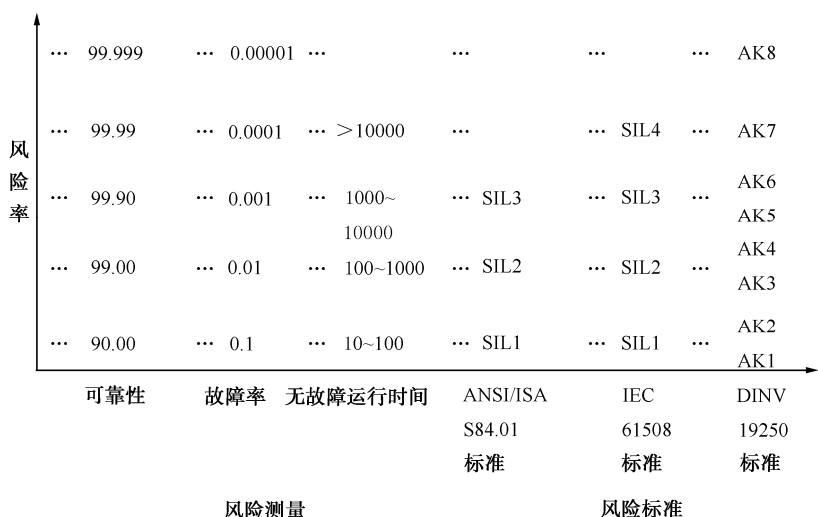 … 99.999 … 0.00001 … … … … AK8
… 99.99 … 0.0001 … ＞10000 … … SIL4 … AK7
AK6
… 99.90 … 0.001 … 1000~ … SIL3 … SIL3 …
AK5
10000
AK4
… 99.00 … 0.01 … 100~1000 … SIL2 … SIL2 …
AK3
AK2
… 90.00 … 0.1 … 10~100 … SIL1 … SIL1 …
AK1
风险率
可靠性 故障率 无故障运行时间 ANSI/ISA IEC DINV
S84.01 61508 19250
标准 标准 标准
风险测量 风险标准